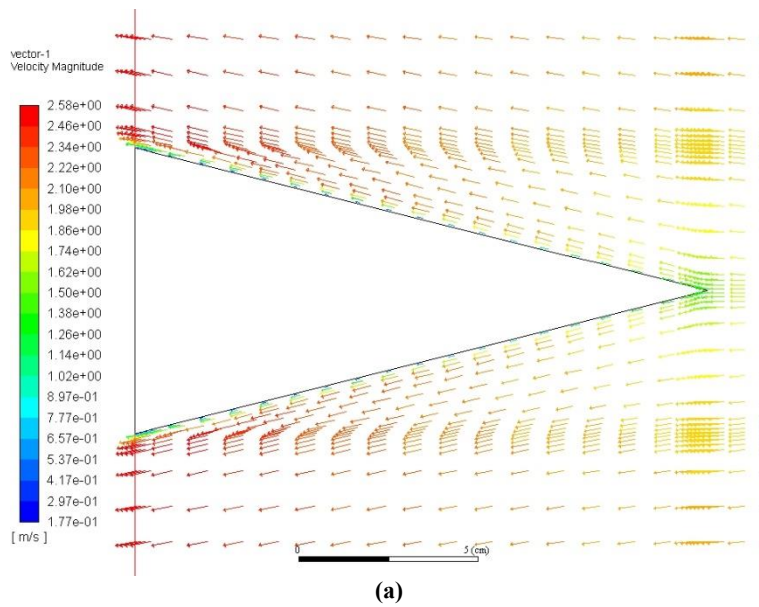 vector-1
Velocity Magnitude
2.58e+00
2.46e+00
2.34e+00
2.22e+00
2.10e+00
1.98e+00
1.86e+00
1.74e+00
1.62e+00
1.50e+00
1.38e+00
1.26e+00
1.14e+00
1.02e+00
8.97e-01
7.77e-01
6.57e-01
5.37e-01
4.17e-01
2.97e-01
1.77e-01
[ m/s ]
0 5 (cm)
(a)